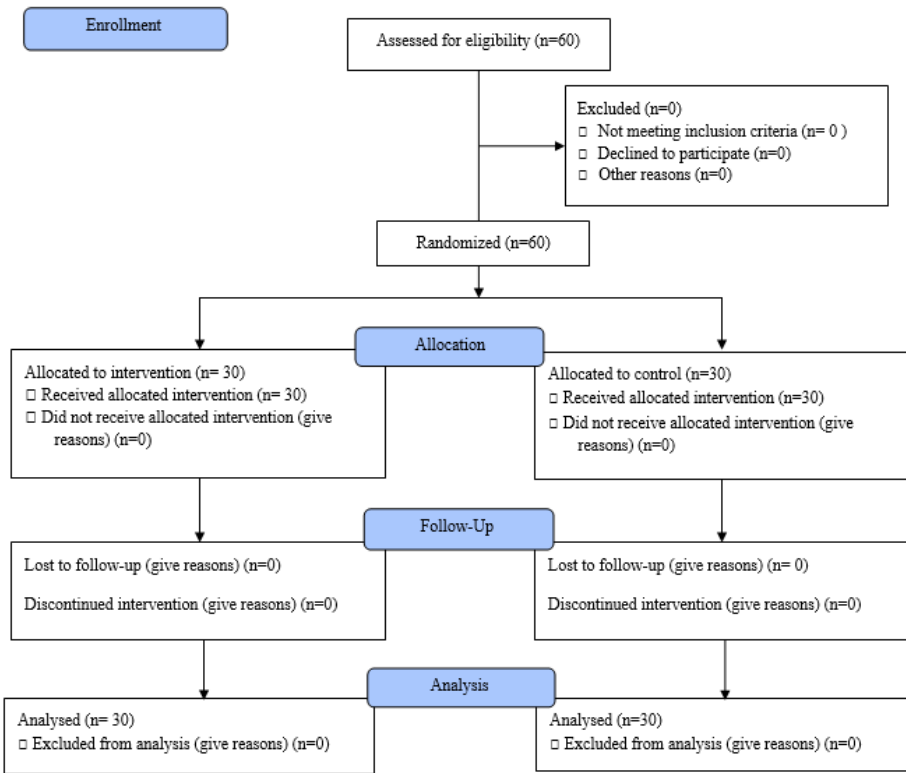 Enrollment
Assessed for eligibility (n=60)
Excluded (n=0)
□ Not meeting inclusion criteria (n= 0 )
□ Declined to participate (n=0)
□ Other reasons (n=0)
Randomized (n=60)
Allocation
Allocated to intervention (n= 30)
□ Received allocated intervention (n= 30)
□ Did not receive allocated intervention (give
reasons) (n=0)
Allocated to control (n=30)
□ Received allocated intervention (n=30)
□ Did not receive allocated intervention (give
reasons) (n=0)
Follow-Up
Lost to follow-up (give reasons) (n=0)
Discontinued intervention (give reasons) (n=0)
Lost to follow-up (give reasons) (n= 0)
Discontinued intervention (give reasons) (n=0)
Analysis
Analysed (n= 30)
□ Excluded from analysis (give reasons) (n=0)
Analysed (n=30)
□ Excluded from analysis (give reasons) (n=0)